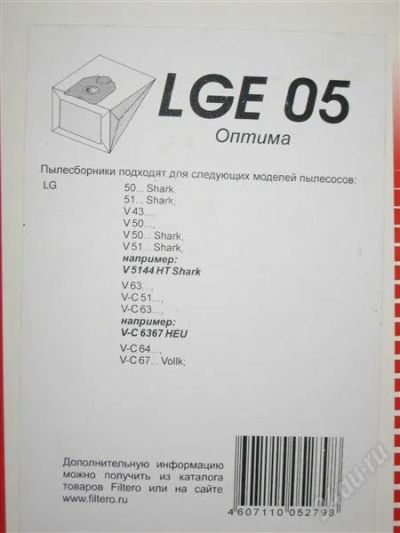 LGE 05
Оптима
Пылесборники подходят для следующих моделей пылесосов:
LG 50... Shark
51... Shark,
V 43...,
V 50...,
V 50... Shark,
V 51... Shark,
например:
V 5144 HT Shark
V 63...,
V-C 51...,
V-C 63...,
например:
V-C 6367 HEU
V-C 64...,
V-C 67... Vollk;
Дополнительную информацию
можно получить из каталога
товаров Filtero или на сайте
www.filtero.ru
4607110052793